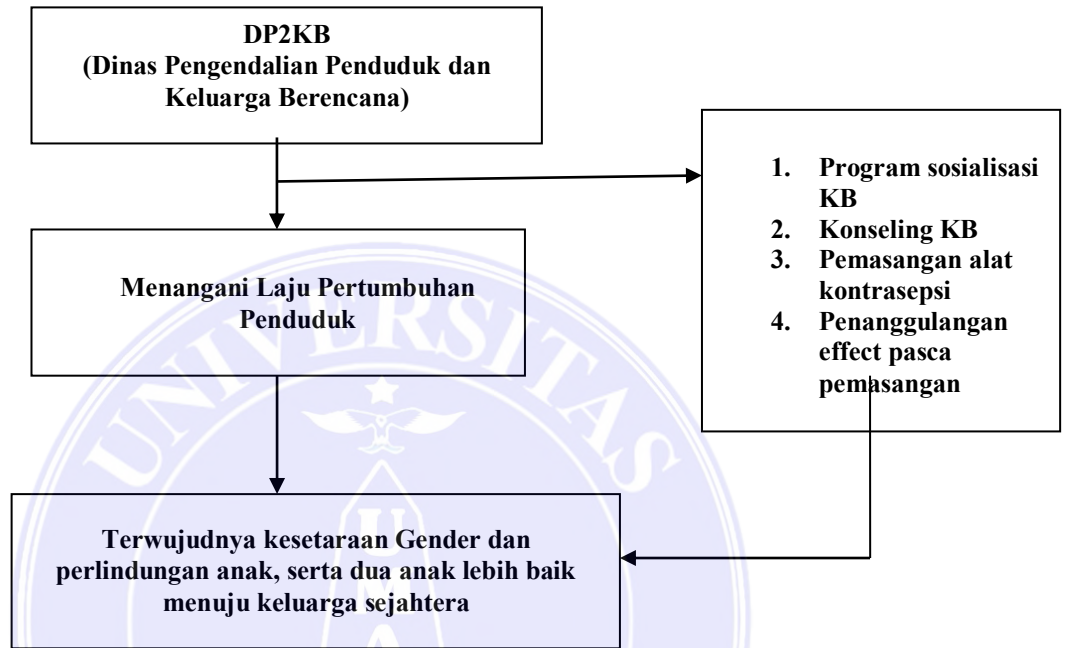 DP2KB
(Dinas Pengendalian Penduduk dan
Keluarga Berencana)
1. Program sosialisasi
KB
2. Konseling KB
3. Pemasangan alat
kontrasepsi
4. Penanggulangan
effect pasca
pemasangan
Menangani Laju Pertumbuhan
Penduduk
Terwujudnya kesetaraan Gender dan
perlindungan anak, serta dua anak lebih baik
menuju keluarga sejahtera
UNIVERSITAS
U
M
A